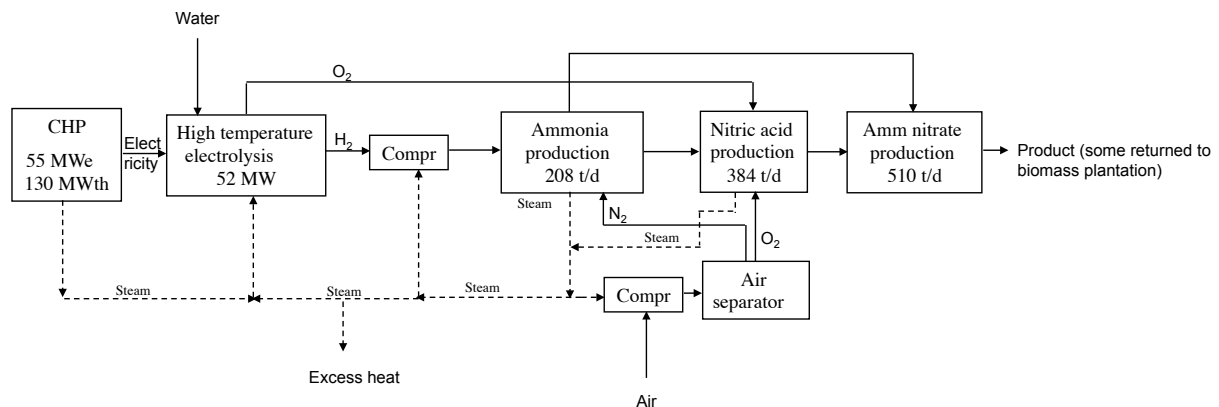 Water
O2
CHP
55 MWe
130 MWth
Elect
ricity
High temperature
electrolysis
52 MW
H2
Compr
Ammonia
production
208 t/d
Nitric acid
production
384 t/d
Amm nitrate
production
510 t/d
Product (some returned to
biomass plantation)
Steam
N2
O2
Steam
Steam
Steam
Steam
Compr
Air
separator
Excess heat
Air